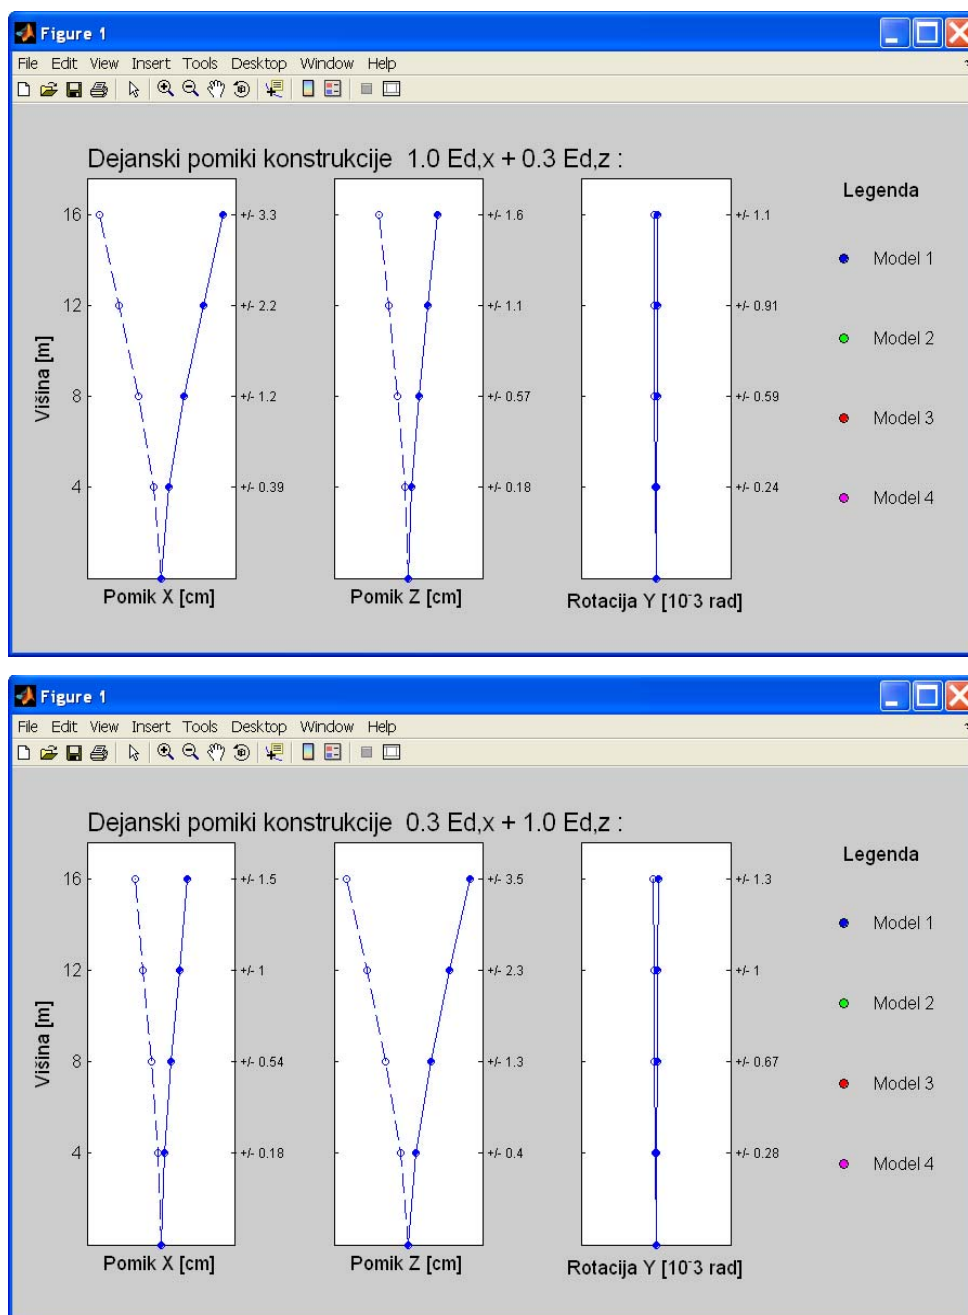 Figure 1
File Edit View Insert Tools Desktop Window Help
Dejanski pomiki konstrukcije 1.0 Ed,x + 0.3 Ed,z :
Legenda
16 +/- 3.3 +/- 1.6 +/- 1.1
Model 1
12 +/- 2.2 +/- 1.1 +/- 0.91
Model 2
Višina [m]
8 +/- 1.2 +/- 0.57 +/- 0.59
Model 3
4 +/- 0.39 +/- 0.18 +/- 0.24
Model 4
Pomik X [cm] Pomik Z [cm] Rotacija Y [10-3 rad]
Figure 1
File Edit View Insert Tools Desktop Window Help
Dejanski pomiki konstrukcije 0.3 Ed,x + 1.0 Ed,z :
Legenda
16 +/- 1.5 +/- 3.5 +/- 1.3
Model 1
12 +/- 1 +/- 2.3 +/- 1
Model 2
Višina [m]
8 +/- 0.54 +/- 1.3 +/- 0.67
Model 3
4 +/- 0.18 +/- 0.4 +/- 0.28
Model 4
Pomik X [cm] Pomik Z [cm] Rotacija Y [10-3 rad]